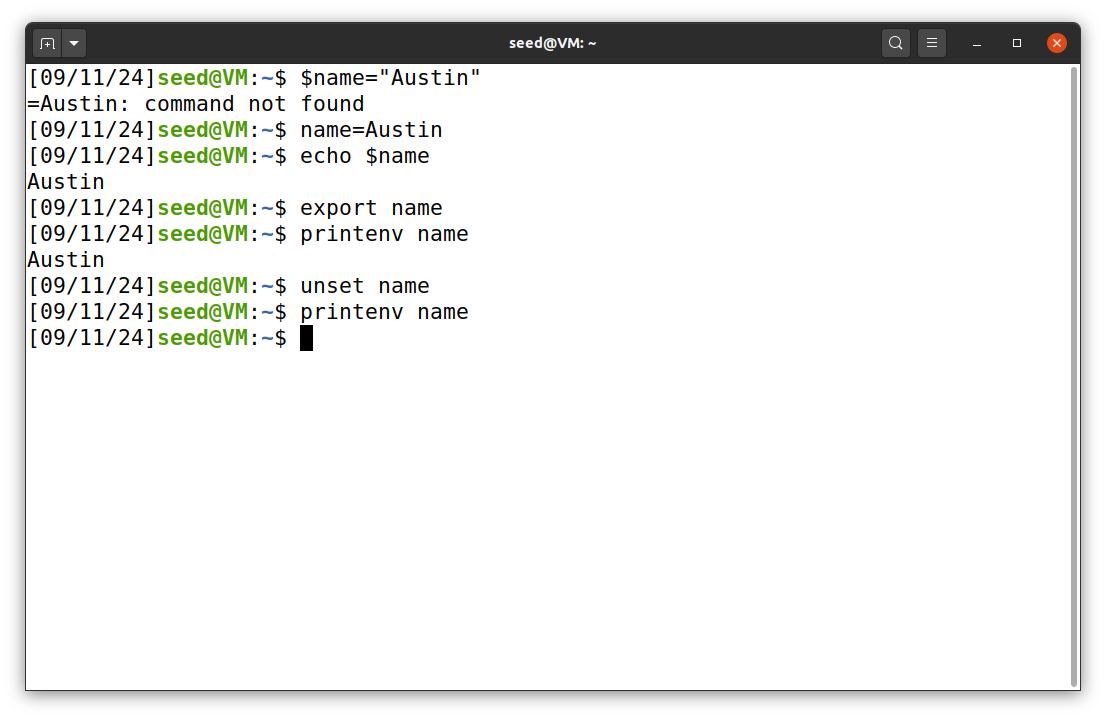 seed@VM: ~
[09/11/24]seed@VM:~$ $name="Austin"
=Austin: command not found
[09/11/24]seed@VM:~$ name=Austin
[09/11/24]seed@VM:~$ echo $name
Austin
[09/11/24]seed@VM:~$ export name
[09/11/24]seed@VM:~$ printenv name
Austin
[09/11/24]seed@VM:~$ unset name
[09/11/24]seed@VM:~$ printenv name
[09/11/24]seed@VM:~$